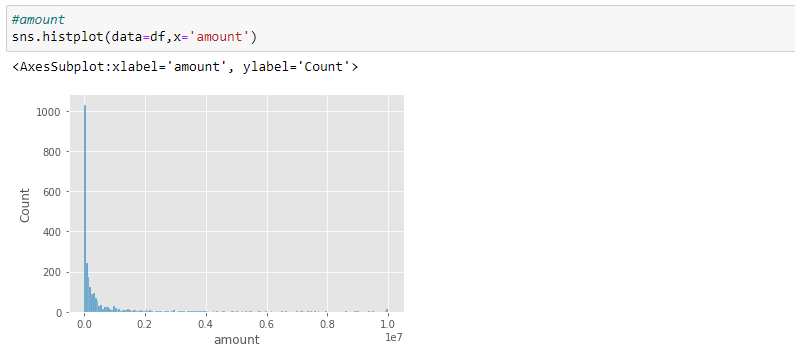 #amount
sns.histplot(data=df,x='amount')
<AxesSubplot:xlabel='amount', ylabel='Count'>
1000
800
600
400
200
0
Count
0.0 0.2 0.4 0.6 0.8 1.0
1e7
amount